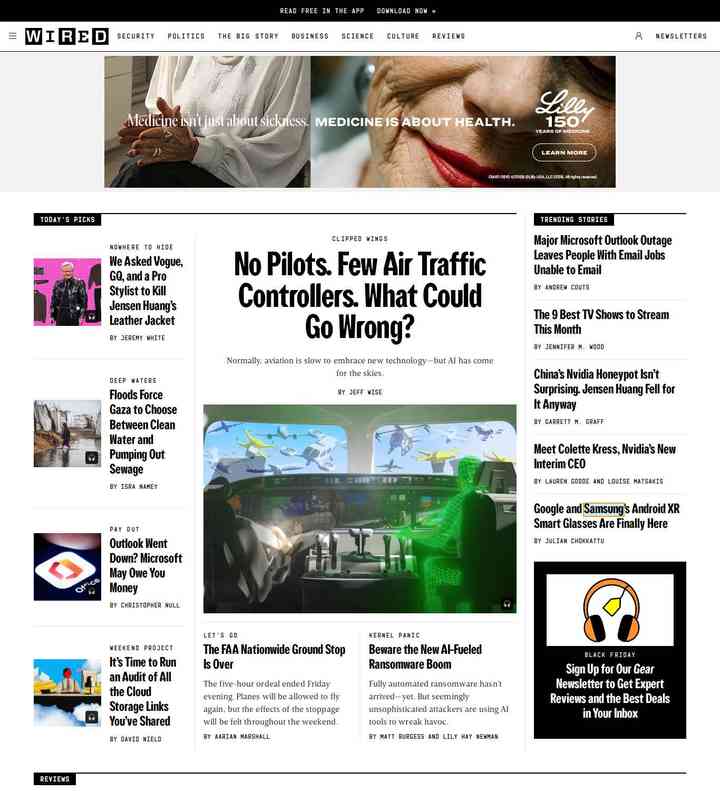 READ FREE IN THE APP DOWNLOAD NOW
WIRED SECURITY POLITICS THE BIG STORY BUSINESS SCIENCE CULTURE REVIEWS NEWSLETTERS
Medicine isn't just about sickness. MEDICINE IS ABOUT HEALTH.
Lilly
150
YEARS OF MEDICINE
LEARN MORE
TODAY'S PICKS
NOWHERE TO HIDE
We Asked Vogue,
GQ, and a Pro
Stylist to Kill
Jensen Huang's
Leather Jacket
BY JEREMY WHITE
DEEP WATERS
Floods Force
Gaza to Choose
Between Clean
Water and
Pumping Out
Sewage
BY ISRA NAMEY
PAY OUT
Outlook Went
Down? Microsoft
May Owe You
Money
BY CHRISTOPHER NULL
WEEKEND PROJECT
It's Time to Run
an Audit of All
the Cloud
Storage Links
You've Shared
BY DAVID WIELD
CLIPPED WINGS
No Pilots. Few Air Traffic
Controllers. What Could
Go Wrong?
Normally, aviation is slow to embrace new technology—but AI has come
for the skies.
BY JEFF WISE
LET'S GO
The FAA Nationwide Ground Stop
Is Over
The five-hour ordeal ended Friday
evening. Planes will be allowed to fly
again, but the effects of the stoppage
will be felt throughout the weekend.
BY AARIAN MARSHALL
KERNEL PANIC
Beware the New AI-Fueled
Ransomware Boom
Fully automated ransomware hasn't
arrived—yet. But seemingly
unsophisticated attackers are using AI
tools to wreak havoc.
BY MATT BURGESS AND LILY HAY NEWMAN
TRENDING STORIES
Major Microsoft Outlook Outage
Leaves People With Email Jobs
Unable to Email
BY ANDREW COUTS
The 9 Best TV Shows to Stream
This Month
BY JENNIFER M. WOOD
China's Nvidia Honeypot Isn't
Surprising. Jensen Huang Fell for
It Anyway
BY GARRETT M. GRAFF
Meet Colette Kress, Nvidia's New
Interim CEO
BY LAUREN GOODE AND LOUISE MATSAKIS
Google and Samsung's Android XR
Smart Glasses Are Finally Here
BY JULIAN CHOKKATTU
BLACK FRIDAY
Sign Up for Our Gear
Newsletter to Get Expert
Reviews and the Best Deals
in Your Inbox
REVIEWS